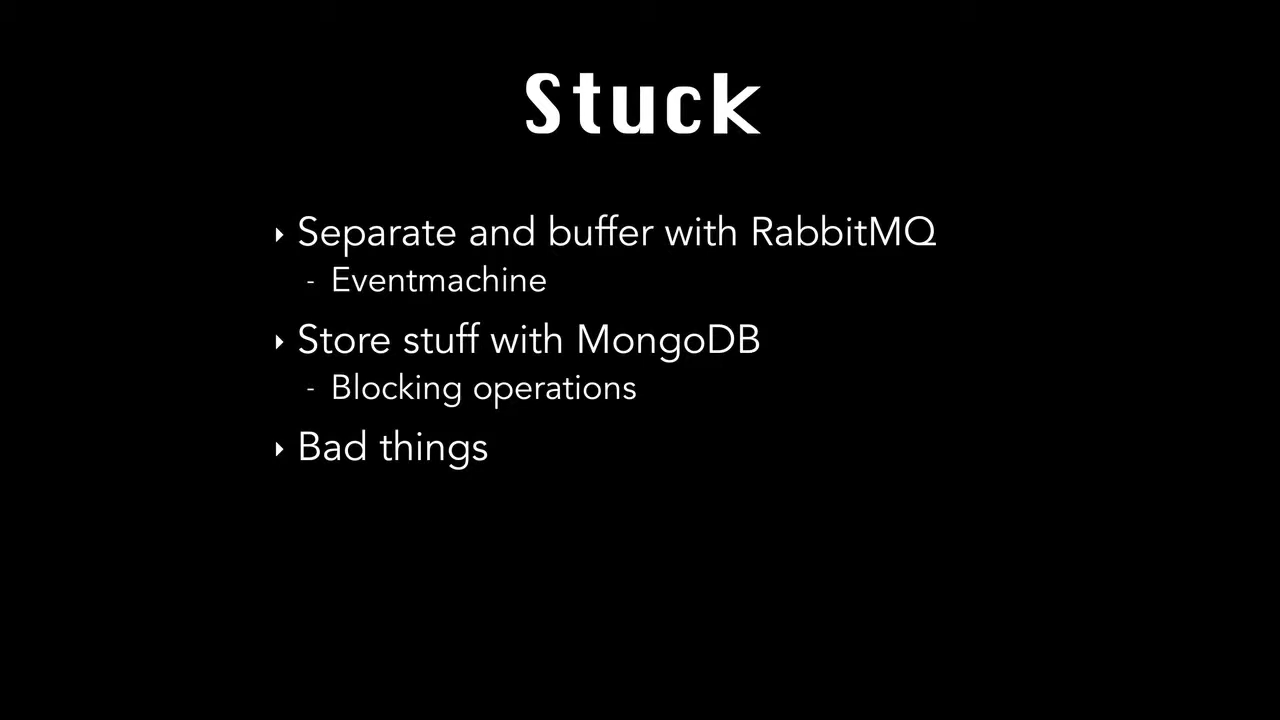 Stuck
‣ Separate and buffer with RabbitMQ
- Eventmachine
‣ Store stuff with MongoDB
- Blocking operations
‣ Bad things